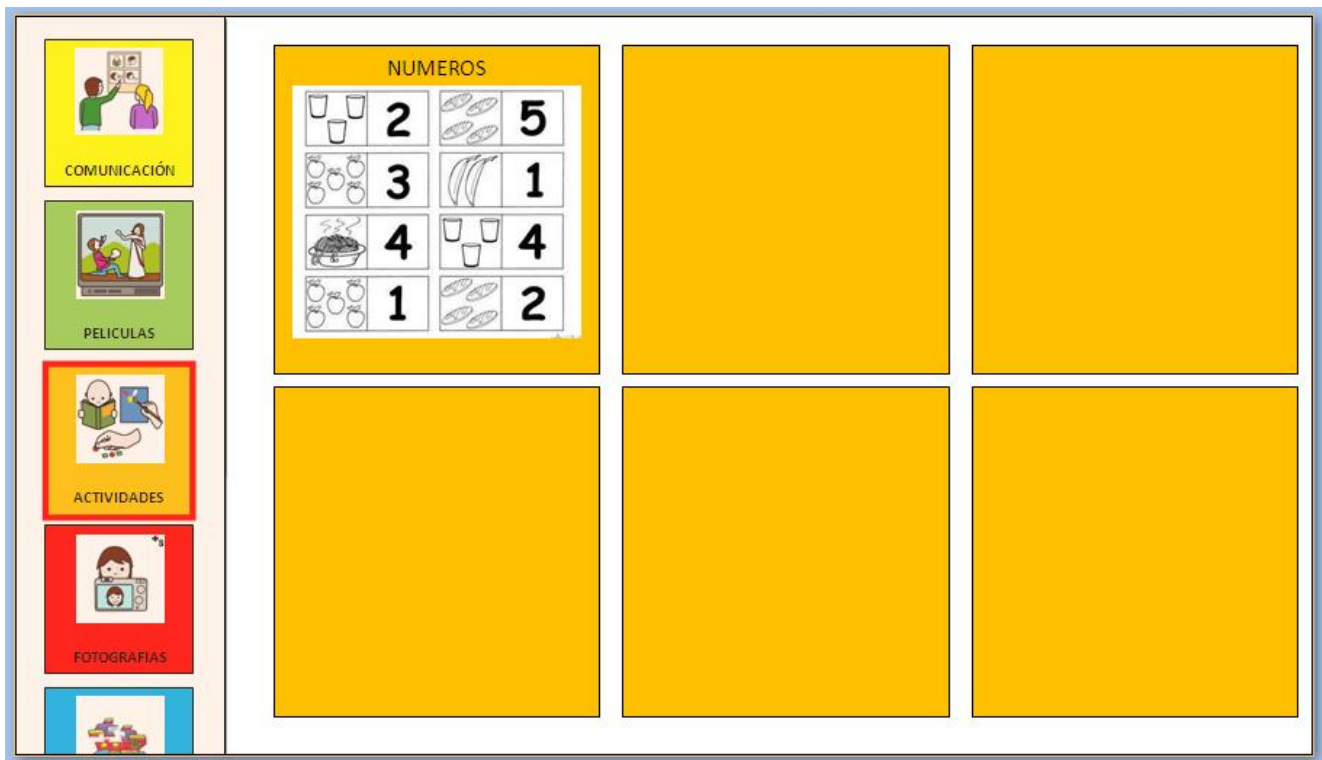 COMUNICACIÓN
PELICULAS
ACTIVIDADES
+s
FOTOGRAFIAS
NUMEROS
2 5
3 1
4 4
1 2